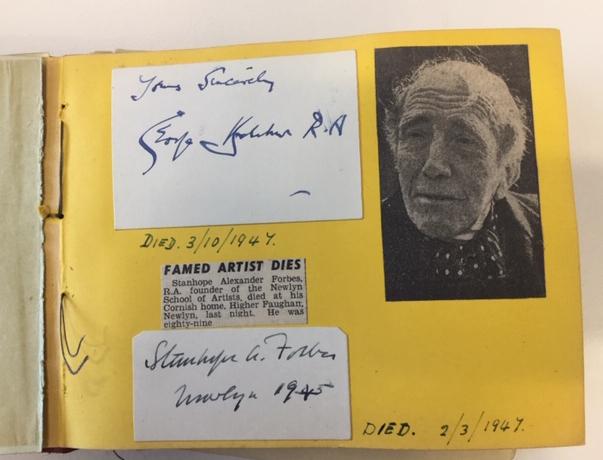 Yours Sincerely
George R.A
DIED. 3/10/1947.
FAMED ARTIST DIES
Stanhope Alexander Forbes,
R.A. founder of the Newlyn
School of Artists, died at his
Cornish home, Higher Faughan,
Newlyn, last night. He was
eighty-nine
Stanhope A. Forbes
Newlyn 1945
DIED. 2/3/1947.